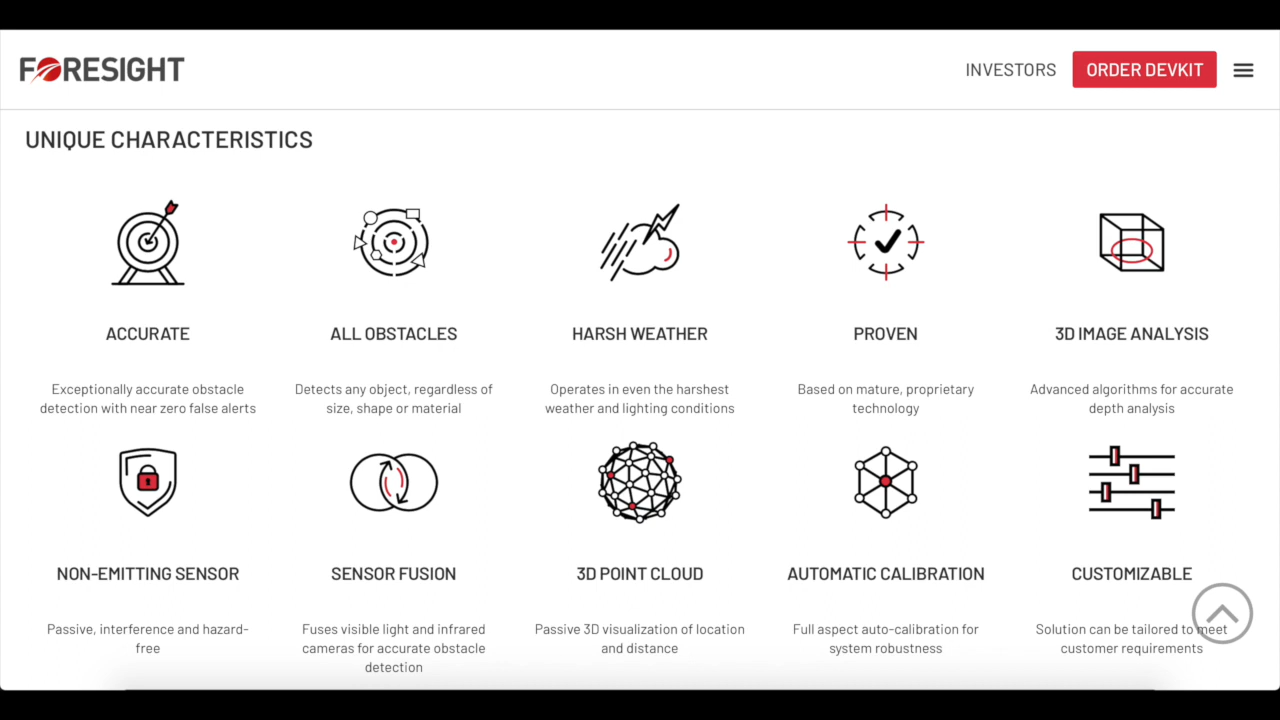 FORESIGHT
INVESTORS
ORDER DEVKIT
UNIQUE CHARACTERISTICS
ACCURATE
Exceptionally accurate obstacle
detection with near zero false alerts
ALL OBSTACLES
Detects any object, regardless of
size, shape or material
HARSH WEATHER
Operates in even the harshest
weather and lighting conditions
PROVEN
Based on mature, proprietary
technology
3D IMAGE ANALYSIS
Advanced algorithms for accurate
depth analysis
NON-EMITTING SENSOR
Passive, interference and hazard-
free
SENSOR FUSION
Fuses visible light and infrared
cameras for accurate obstacle
detection
3D POINT CLOUD
Passive 3D visualization of location
and distance
AUTOMATIC CALIBRATION
Full aspect auto-calibration for
system robustness
CUSTOMIZABLE
Solution can be tailored to meet
customer requirements